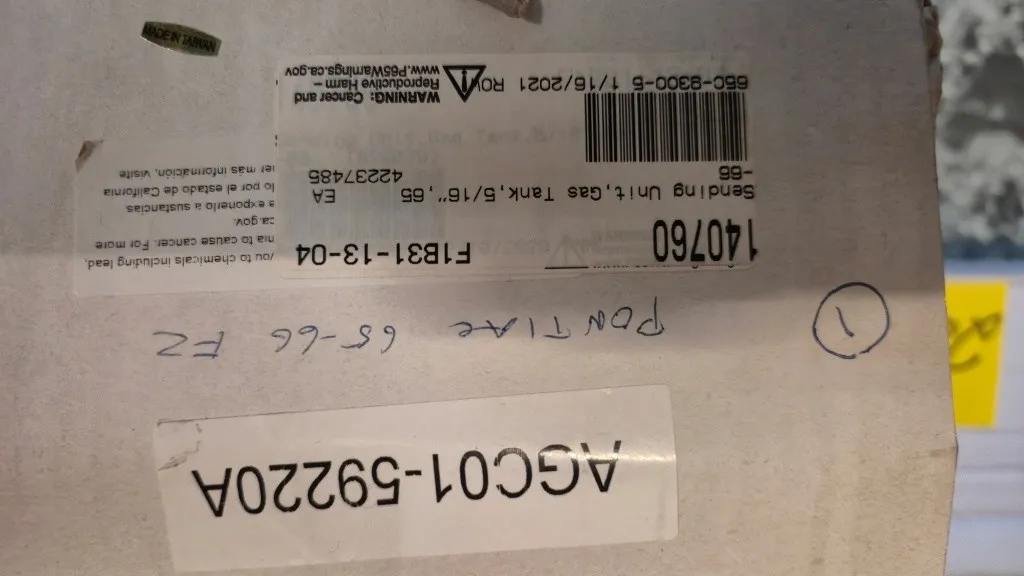 AGC01-59220A
1
PONTIAC 65-66 EZ
140760 F1B31-13-04
Sending Unit,Gas Tank,5/16",65
-66
EA 42237485
65C-9300-5 1/16/2021 ROW
WARNING: Cancer and
Reproductive Harm –
www.P65Warnings.ca.gov
you to chemicals including lead,
nia to cause cancer. For more
ca.gov.
e a exponerlo a sustancias
lo por el estado de California
ner más información, visite
MADE IN TAIWAN